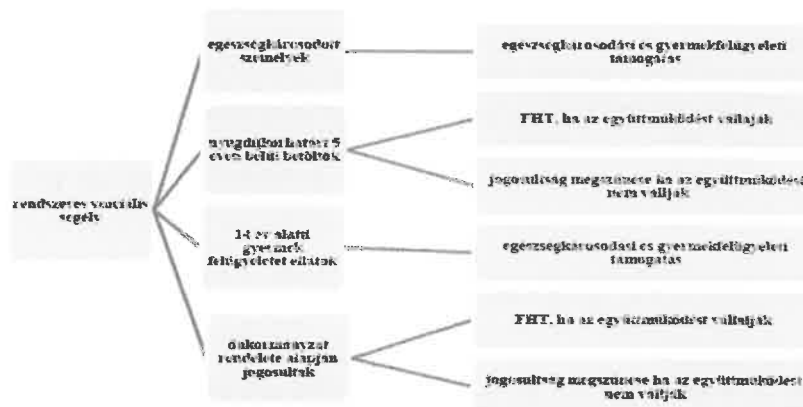 rendszeres szociális
segély
egészségkárosodott
személyek
egészségkárosodási és gyermekfelügyeleti
támogatás
nyugdíjkorhatárt 5
éven belül betöltők
FHT, ha az együttműködést vállalják
jogosultság megszűnése ha az együttműködést
nem vállják
14 év alatti
gyermek
felügyeletét ellátók
egészségkárosodási és gyermekfelügyeleti
támogatás
önkormányzat
rendelete alapján
jogosultak
FHT, ha az együttműködést vállalják
jogosultság megszűnése ha az együttműködést
nem vállják